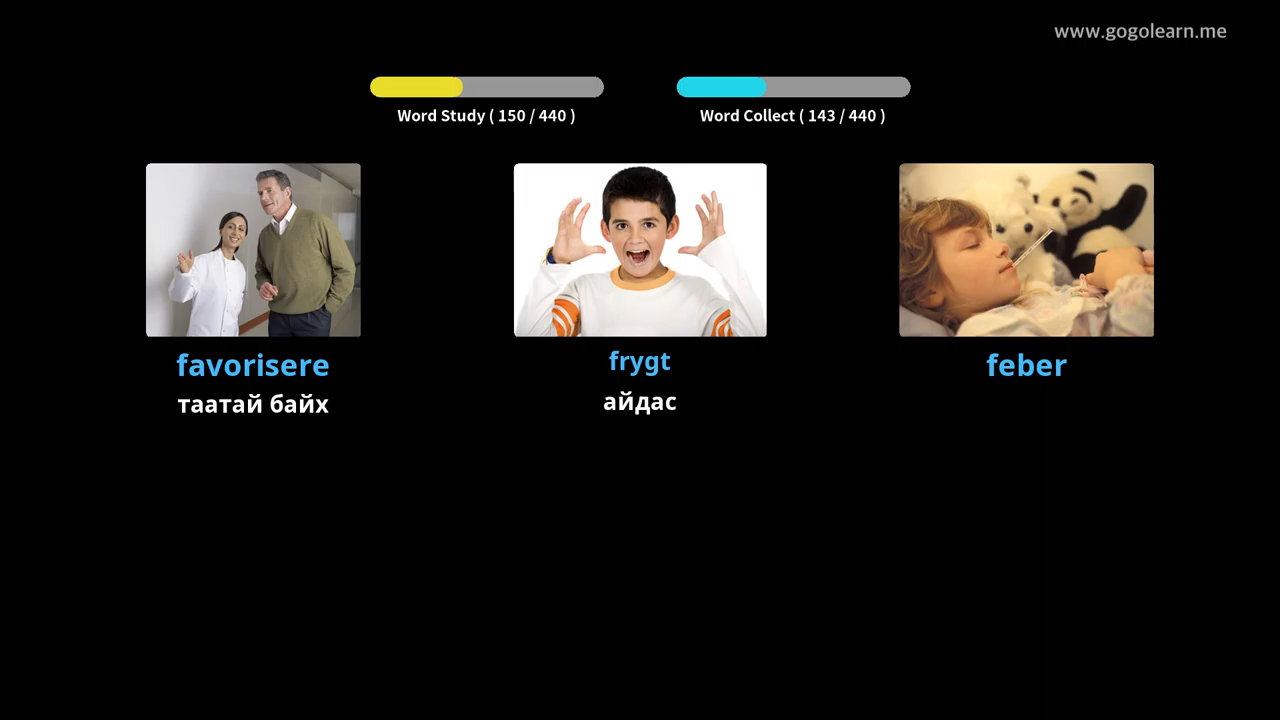 www.gogolearn.me
Word Study ( 150 / 440 )
Word Collect ( 143 / 440 )
favorisere
таатай байх
frygt
айдас
feber